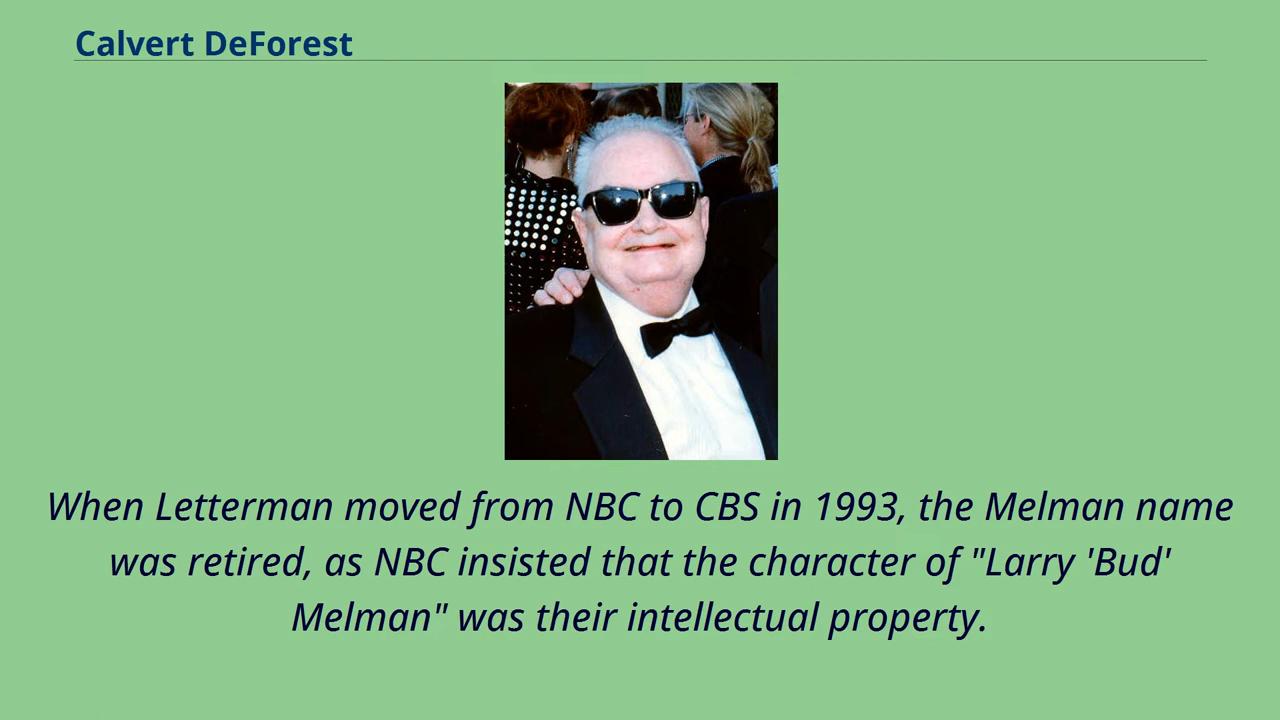 Calvert DeForest
When Letterman moved from NBC to CBS in 1993, the Melman name
was retired, as NBC insisted that the character of "Larry 'Bud'
Melman" was their intellectual property.